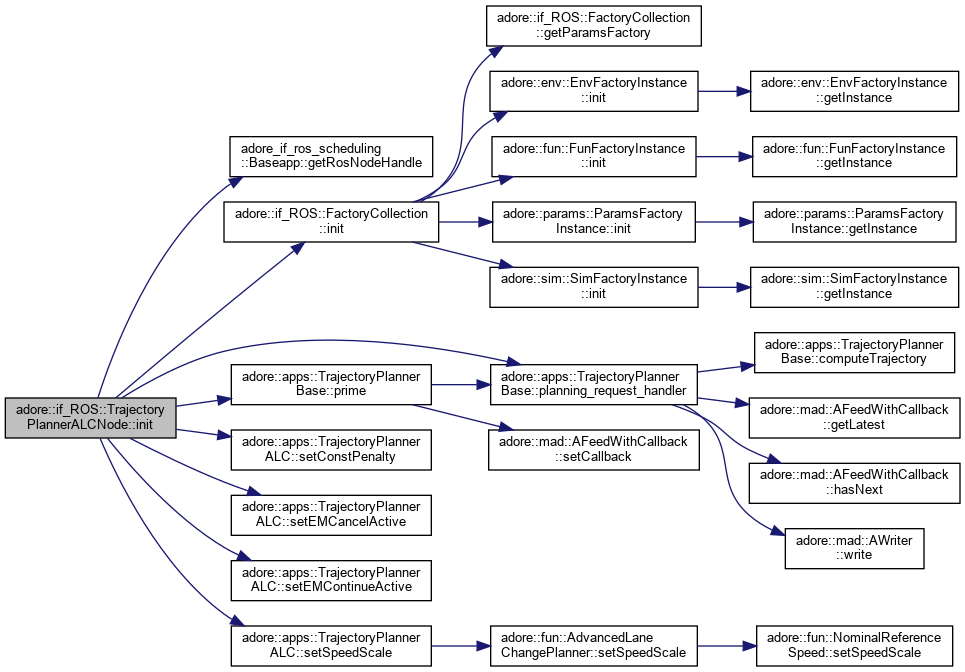 adore::if_ROS::Trajectory
PlannerALCNode::init
adore_if_ros_scheduling
::Baseapp::getRosNodeHandle
adore::if_ROS::FactoryCollection
::init
adore::if_ROS::FactoryCollection
::getParamsFactory
adore::env::EnvFactoryInstance
::init
adore::env::EnvFactoryInstance
::getInstance
adore::fun::FunFactoryInstance
::init
adore::fun::FunFactoryInstance
::getInstance
adore::params::ParamsFactory
Instance::init
adore::params::ParamsFactory
Instance::getInstance
adore::sim::SimFactoryInstance
::init
adore::sim::SimFactoryInstance
::getInstance
adore::apps::TrajectoryPlanner
Base::prime
adore::apps::TrajectoryPlanner
Base::planning_request_handler
adore::apps::TrajectoryPlanner
Base::computeTrajectory
adore::mad::AFeedWithCallback
::getLatest
adore::mad::AFeedWithCallback
::hasNext
adore::mad::AWriter
::write
adore::mad::AFeedWithCallback
::setCallback
adore::apps::TrajectoryPlanner
ALC::setConstPenalty
adore::apps::TrajectoryPlanner
ALC::setEMCancelActive
adore::apps::TrajectoryPlanner
ALC::setEMContinueActive
adore::apps::TrajectoryPlanner
ALC::setSpeedScale
adore::fun::AdvancedLane
ChangePlanner::setSpeedScale
adore::fun::NominalReference
Speed::setSpeedScale